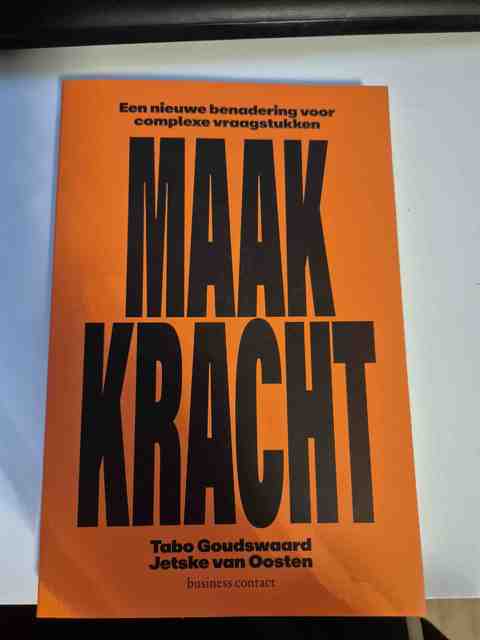 Een nieuwe benadering voor
complexe vraagstukken
MAAK
KRACHT
Tabo Goudswaard
Jetske van Oosten
business contact